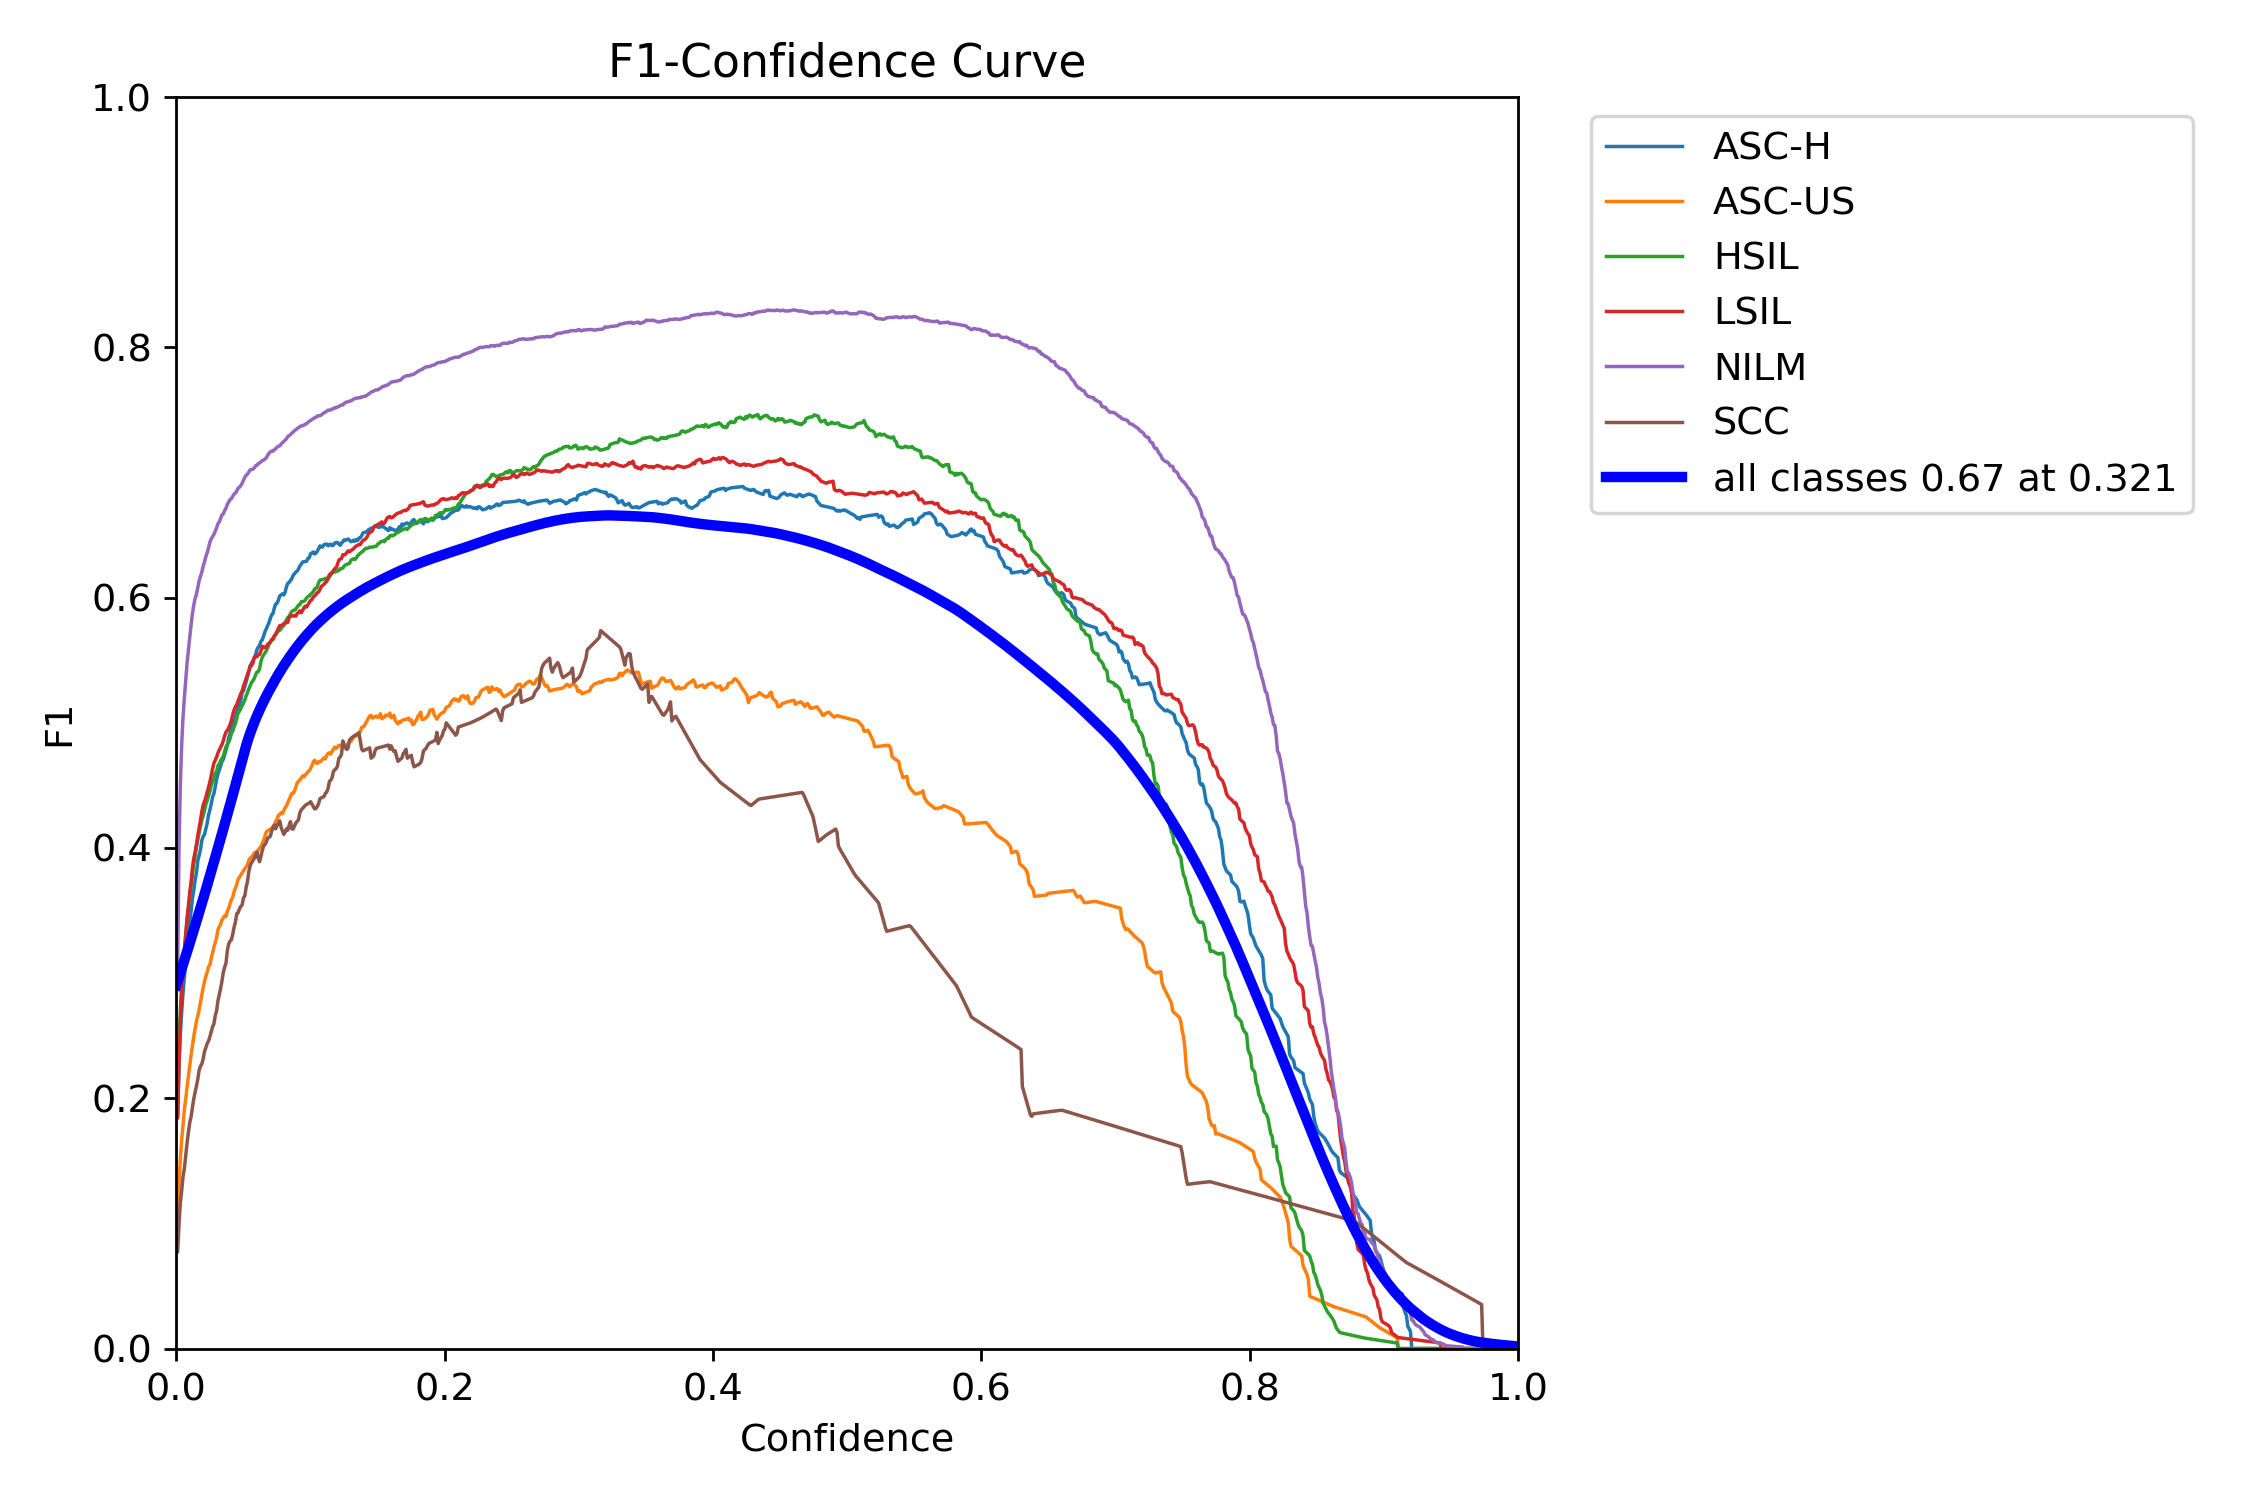 F1-Confidence Curve
1.0
0.8
0.6
0.4
0.2
0.0
F1
0.0 0.2 0.4 0.6 0.8 1.0
Confidence
ASC-H
ASC-US
HSIL
LSIL
NILM
SCC
all classes 0.67 at 0.321